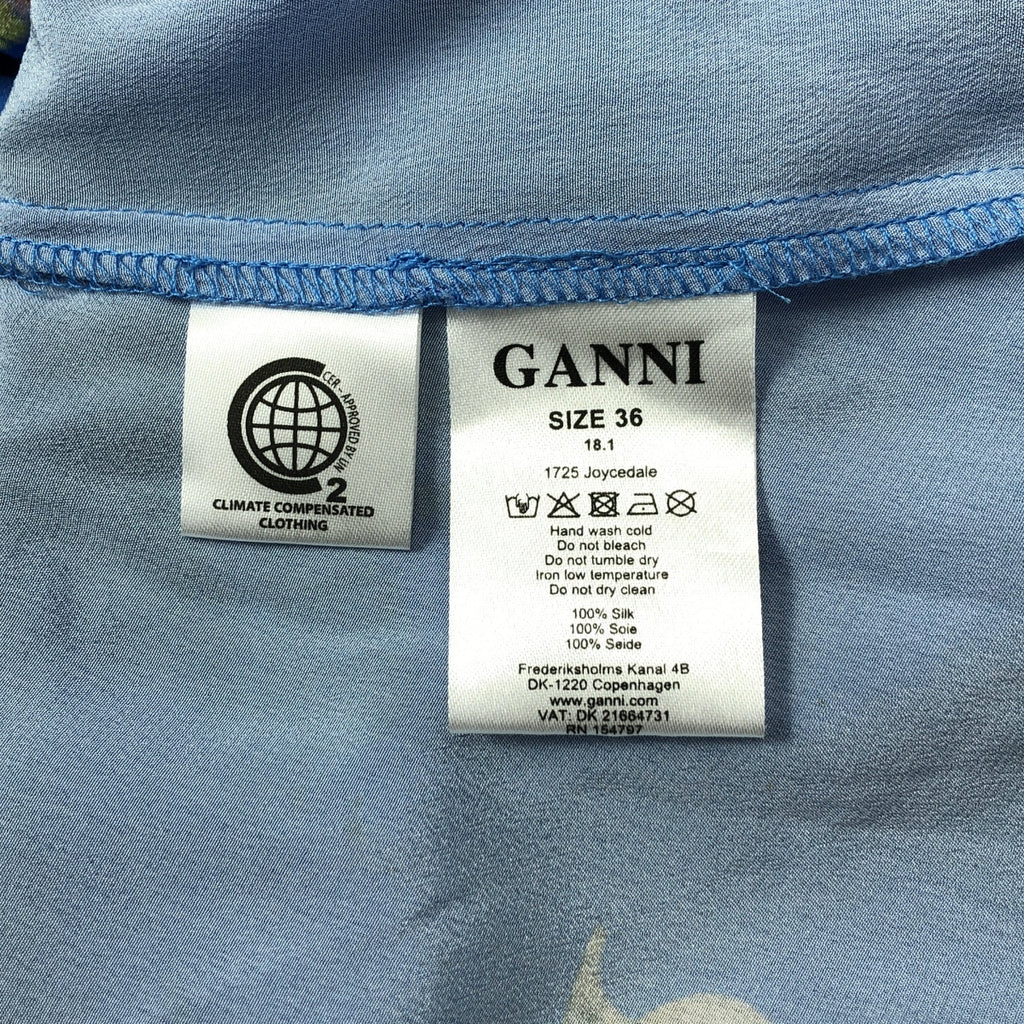 CER - APPROVED BY UN
2
CLIMATE COMPENSATED
CLOTHING
GANNI
SIZE 36
18.1
1725 Joycedale
Hand wash cold
Do not bleach
Do not tumble dry
Iron low temperature
Do not dry clean
100% Silk
100% Soie
100% Seide
Frederiksholms Kanal 4B
DK-1220 Copenhagen
www.ganni.com
VAT: DK 21664731
RN 154797